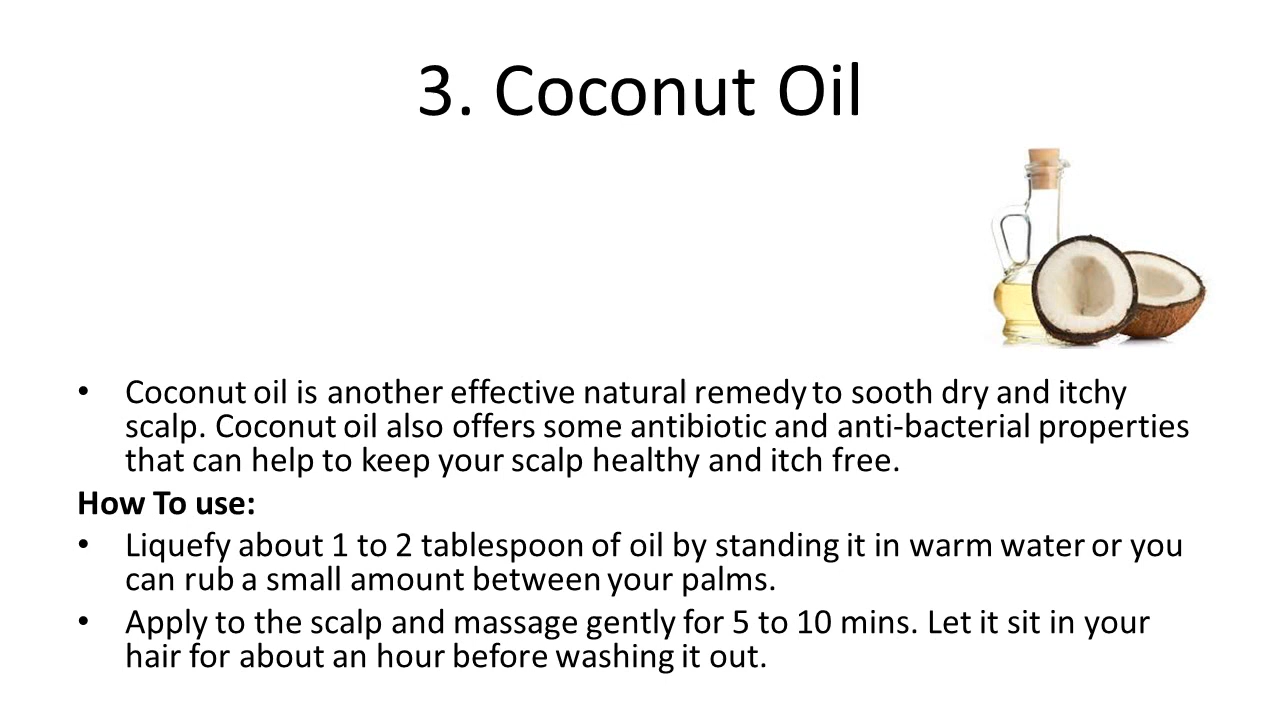 3. Coconut Oil
• Coconut oil is another effective natural remedy to sooth dry and itchy
scalp. Coconut oil also offers some antibiotic and anti-bacterial properties
that can help to keep your scalp healthy and itch free.
How To use:
• Liquefy about 1 to 2 tablespoon of oil by standing it in warm water or you
can rub a small amount between your palms.
• Apply to the scalp and massage gently for 5 to 10 mins. Let it sit in your
hair for about an hour before washing it out.